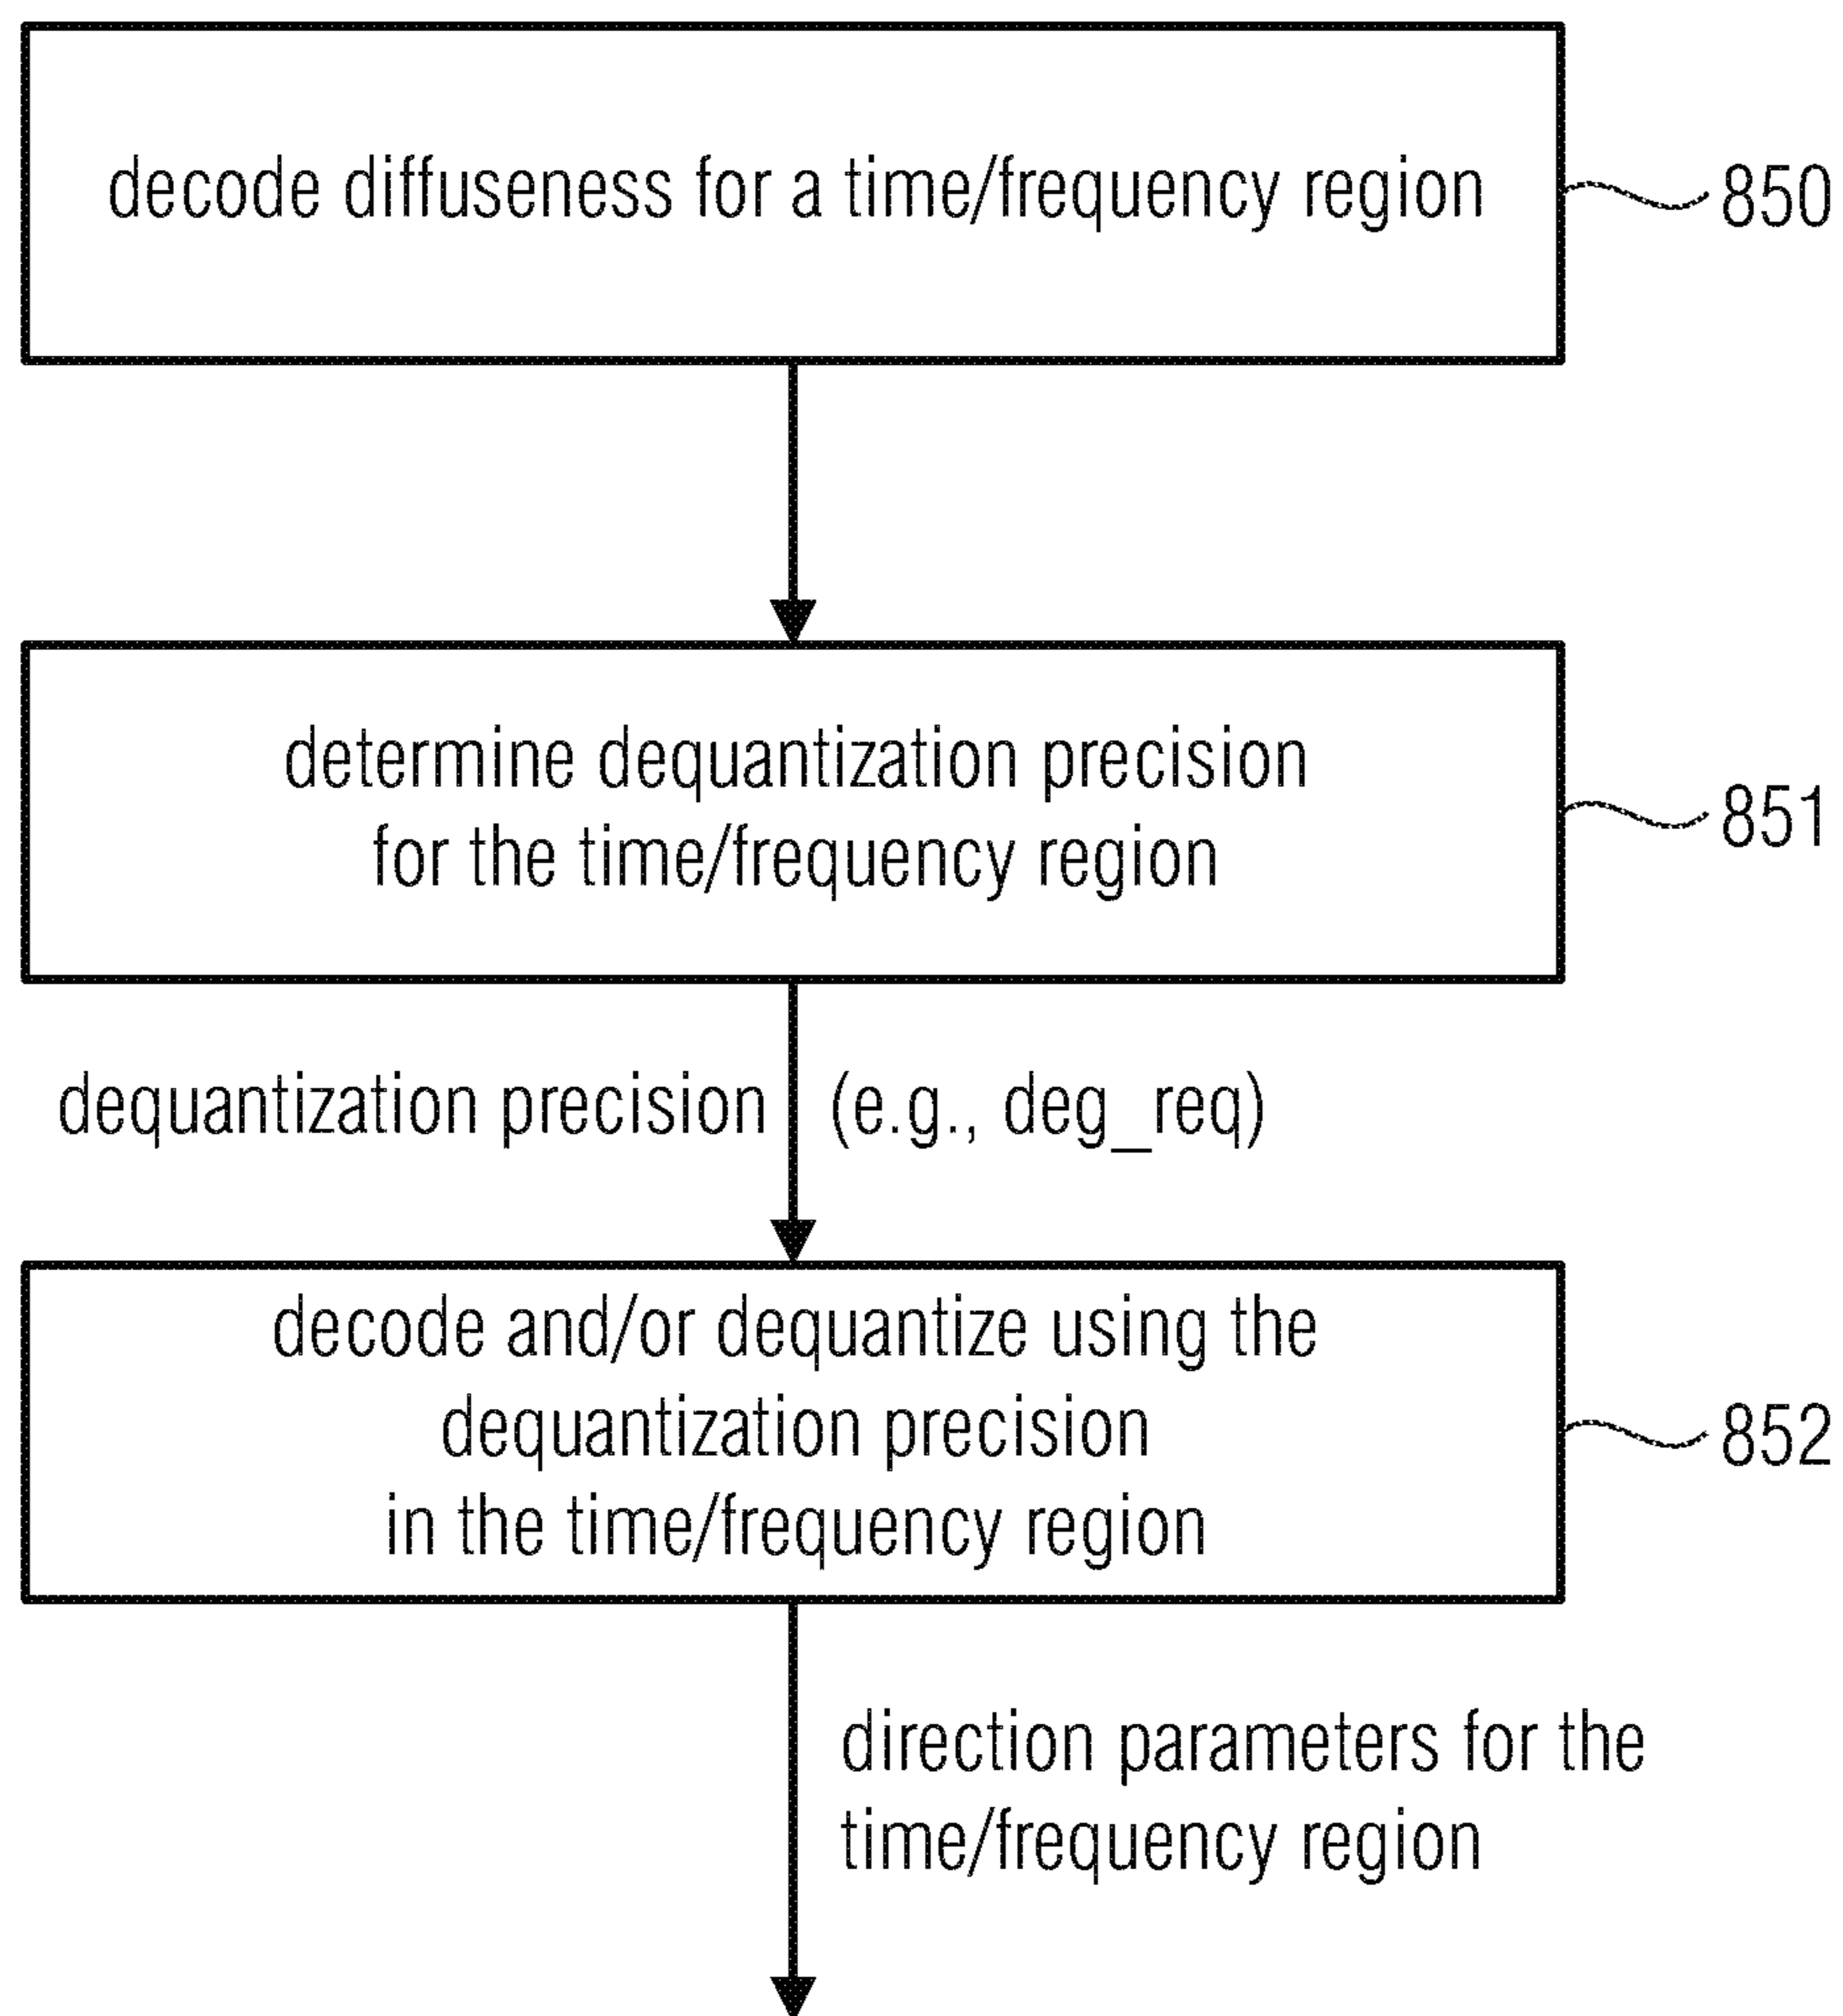 decode diffuseness for a time/frequency region
850
determine dequantization precision
for the time/frequency region
851
dequantization precision (e.g., deg_req)
decode and/or dequantize using the
dequantization precision
in the time/frequency region
852
direction parameters for the
time/frequency region